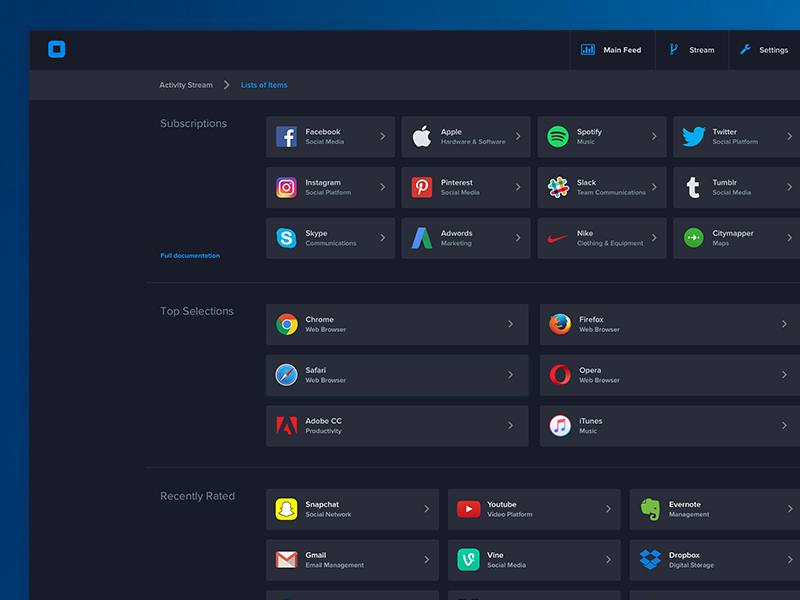 Main Feed
Stream
Settings
Activity Stream
Lists of Items
Subscriptions
Facebook
Social Media
Apple
Hardware & Software
Spotify
Music
Twitter
Social Platform
Instagram
Social Platform
Pinterest
Social Media
Slack
Team Communications
Tumblr
Social Media
Skype
Communications
Adwords
Marketing
Nike
Clothing & Equipment
Citymapper
Maps
Full documentation
Top Selections
Chrome
Web Browser
Firefox
Web Browser
Safari
Web Browser
Opera
Web Browser
Adobe CC
Productivity
iTunes
Music
Recently Rated
Snapchat
Social Network
Youtube
Video Platform
Evernote
Management
Gmail
Email Management
Vine
Social Media
Dropbox
Digital Storage